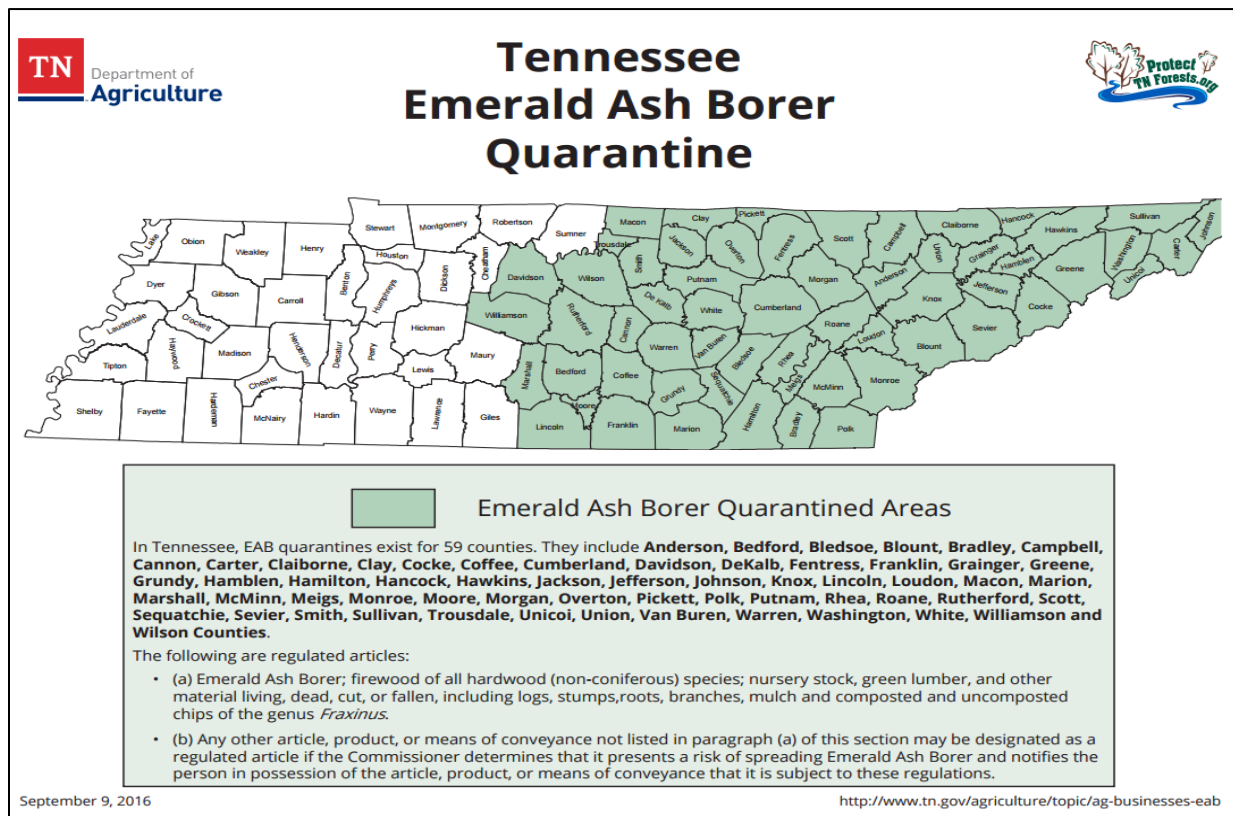 TN
Department of
Agriculture
Tennessee
Emerald Ash Borer
Quarantine
Protect
TN Forests.org
Lake
Obion
Weakley
Henry
Stewart
Montgomery
Robertson
Sumner
Macon
Clay
Pickett
Scott
Campbell
Claiborne
Hancock
Hawkins
Sullivan
Johnson
Houston
Cheatham
Dickson
Trousdale
Smith
Jackson
Overton
Fentress
Union
Grainger
Hamblen
Greene
Washington
Carter
Unicoi
Dyer
Gibson
Carroll
Benton
Humphreys
Davidson
Wilson
Putnam
Morgan
Anderson
Knox
Jefferson
Cocke
Lauderdale
Crockett
Hickman
Williamson
Rutherford
De Kalb
White
Cumberland
Roane
Loudon
Sevier
Blount
Tipton
Haywood
Madison
Henderson
Decatur
Perry
Lewis
Maury
Cannon
Warren
Van Buren
Bledsoe
Rhea
Meigs
McMinn
Monroe
Chester
Marshall
Bedford
Coffee
Grundy
Sequatchie
Shelby
Fayette
Hardeman
McNairy
Hardin
Wayne
Lawrence
Giles
Lincoln
Moore
Franklin
Marion
Hamilton
Bradley
Polk
Emerald Ash Borer Quarantined Areas
In Tennessee, EAB quarantines exist for 59 counties. They include Anderson, Bedford, Bledsoe, Blount, Bradley, Campbell,
Cannon, Carter, Claiborne, Clay, Cocke, Coffee, Cumberland, Davidson, DeKalb, Fentress, Franklin, Grainger, Greene,
Grundy, Hamblen, Hamilton, Hancock, Hawkins, Jackson, Jefferson, Johnson, Knox, Lincoln, Loudon, Macon, Marion,
Marshall, McMinn, Meigs, Monroe, Moore, Morgan, Overton, Pickett, Polk, Putnam, Rhea, Roane, Rutherford, Scott,
Sequatchie, Sevier, Smith, Sullivan, Trousdale, Unicoi, Union, Van Buren, Warren, Washington, White, Williamson and
Wilson Counties.
The following are regulated articles:
• (a) Emerald Ash Borer; firewood of all hardwood (non-coniferous) species; nursery stock, green lumber, and other
material living, dead, cut, or fallen, including logs, stumps,roots, branches, mulch and composted and uncomposted
chips of the genus Fraxinus.
• (b) Any other article, product, or means of conveyance not listed in paragraph (a) of this section may be designated as a
regulated article if the Commissioner determines that it presents a risk of spreading Emerald Ash Borer and notifies the
person in possession of the article, product, or means of conveyance that it is subject to these regulations.
September 9, 2016
http://www.tn.gov/agriculture/topic/ag-businesses-eab